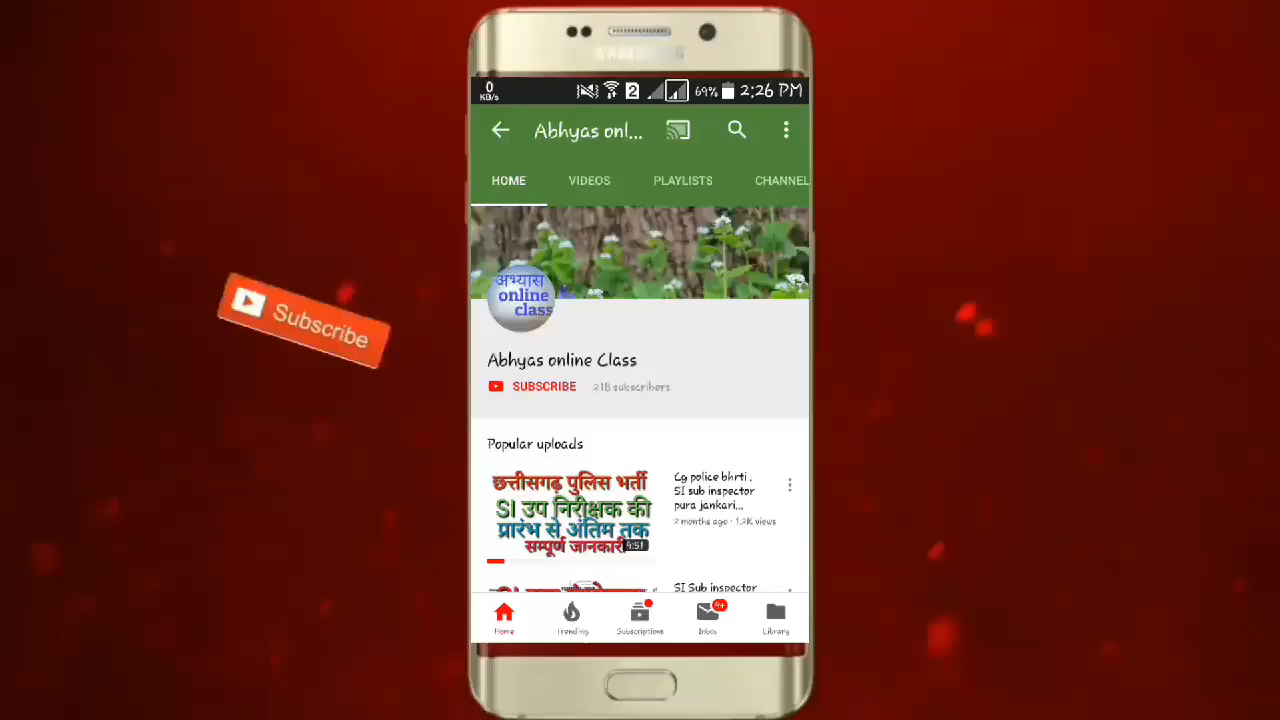 SAMSUNG
0
KB/s
2
69%
2:26 PM
Abhyas onl...
HOME
VIDEOS
PLAYLISTS
CHANNEL
अभ्यास
online
class
Abhyas online Class
SUBSCRIBE
218 subscribers
Subscribe
Popular uploads
छत्तीसगढ़ पुलिस भर्ती
SI उप निरीक्षक की
प्रारंभ से अंतिम तक
सम्पूर्ण जानकारी
9:51
Cg police bhrti .
SI sub inspector
pura jankari...
2 months ago · 1.2K views
SI Sub inspector
Home
Trending
Subscriptions
9+
Inbox
Library